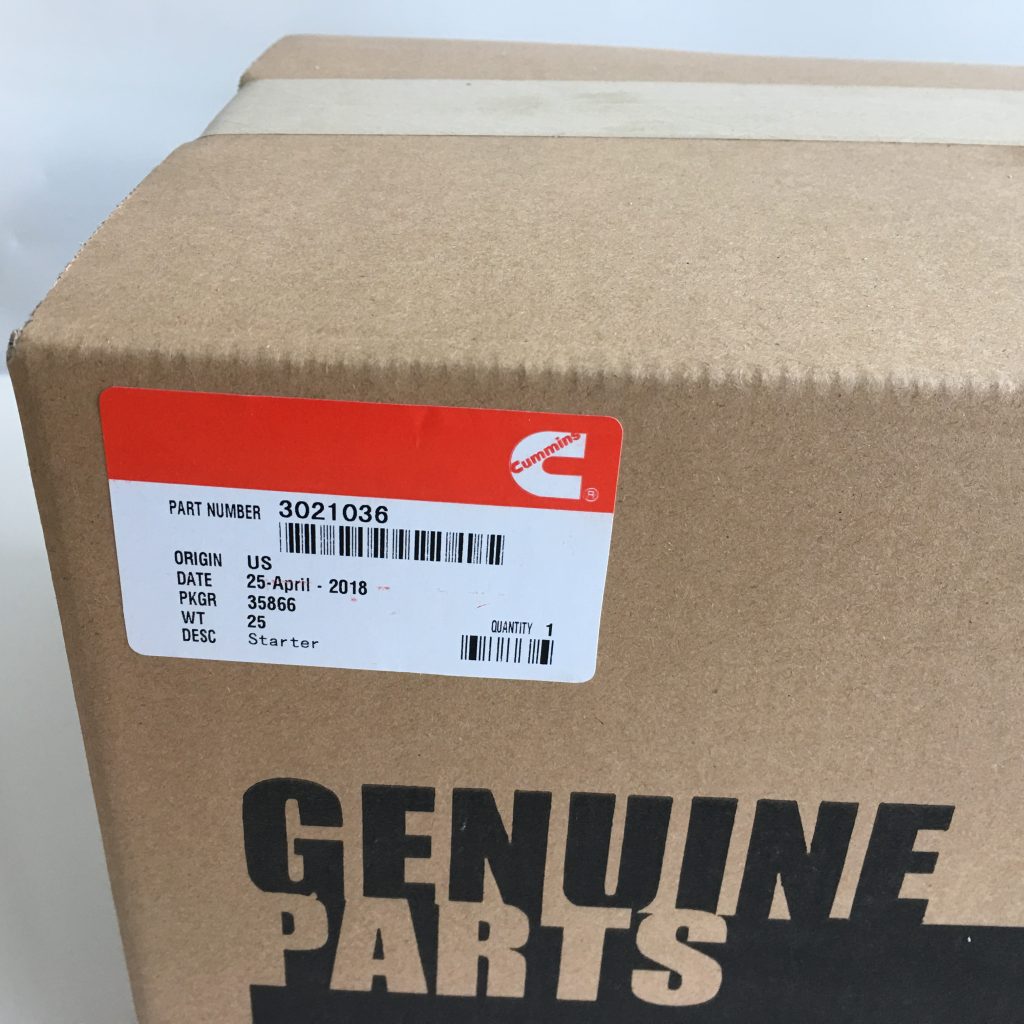 Cummins
®
PART NUMBER 3021036
ORIGIN US
DATE 25-April - 2018
PKGR 35866
WT 25
DESC Starter
QUANTITY 1
GENUINE
PARTS